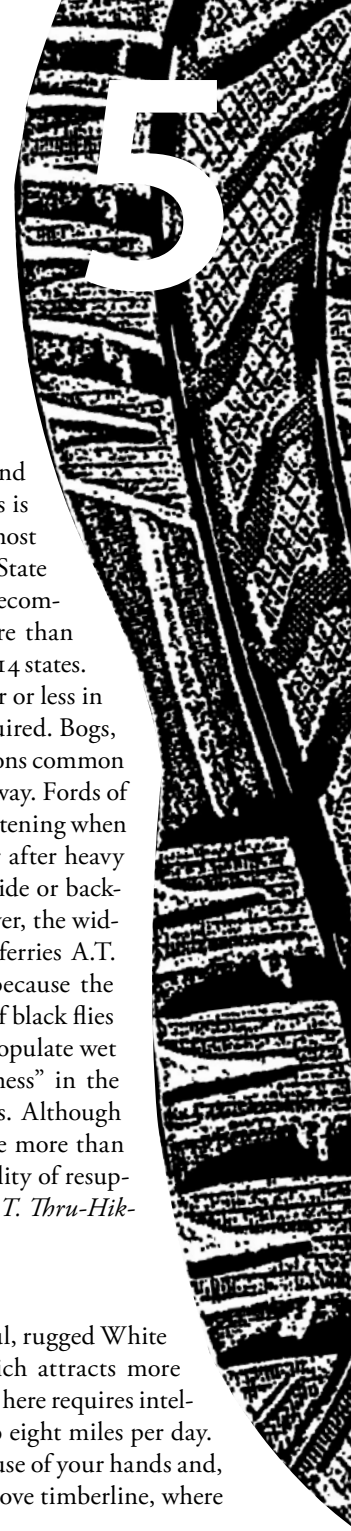 5
nd
s is
nost
State
ecom-
re than
14 states.
r or less in
uired. Bogs,
ons common
way. Fords of
tening when
after heavy
ide or back-
er, the wid-
ferries A.T.
because the
f black flies
opulate wet
ness” in the
s. Although
e more than
lity of resup-
T. Thru-Hik-
ul, rugged White
ich attracts more
here requires intel-
o eight miles per day.
use of your hands and,
ove timberline, where